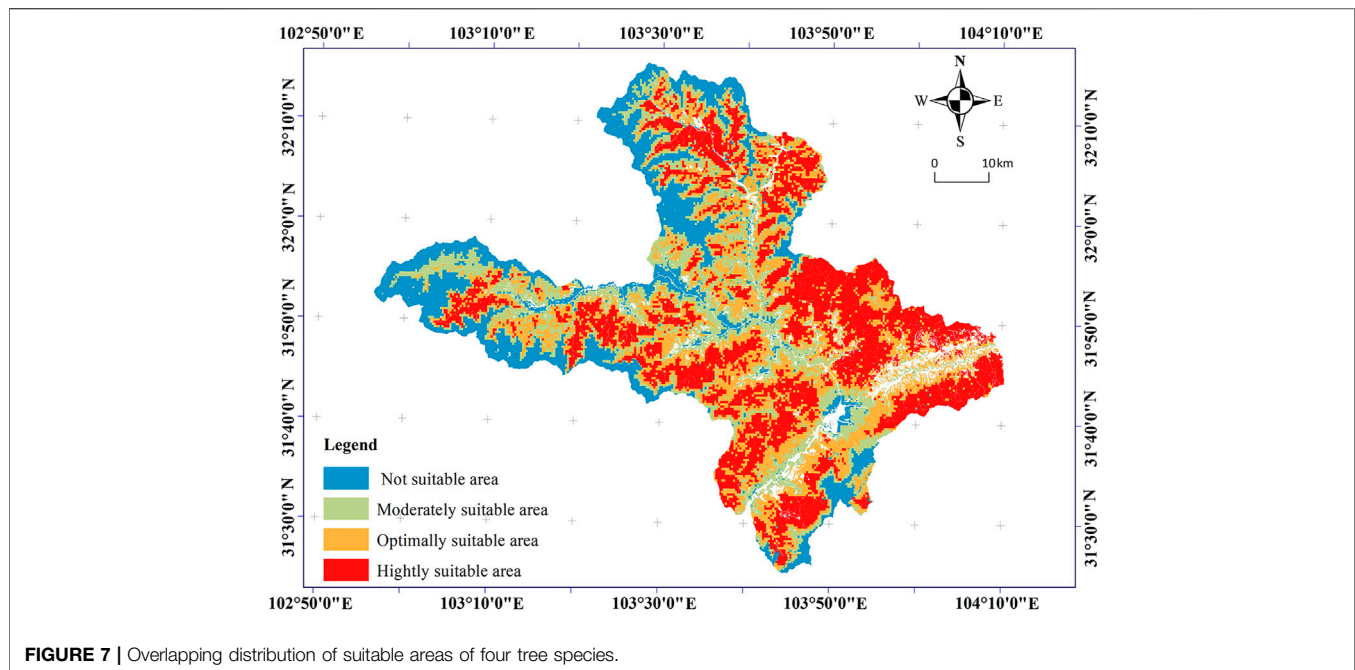 102°50'0"E 103°10'0"E 103°30'0"E 103°50'0"E 104°10'0"E
N
W E
S
0 10km
32°10'0"N
32°0'0"N
31°50'0"N
31°40'0"N
31°30'0"N
32°10'0"N
32°0'0"N
31°50'0"N
31°40'0"N
31°30'0"N
Legend
Not suitable area
Moderately suitable area
Optimally suitable area
Hightly suitable area
102°50'0"E 103°10'0"E 103°30'0"E 103°50'0"E 104°10'0"E
FIGURE 7 | Overlapping distribution of suitable areas of four tree species.